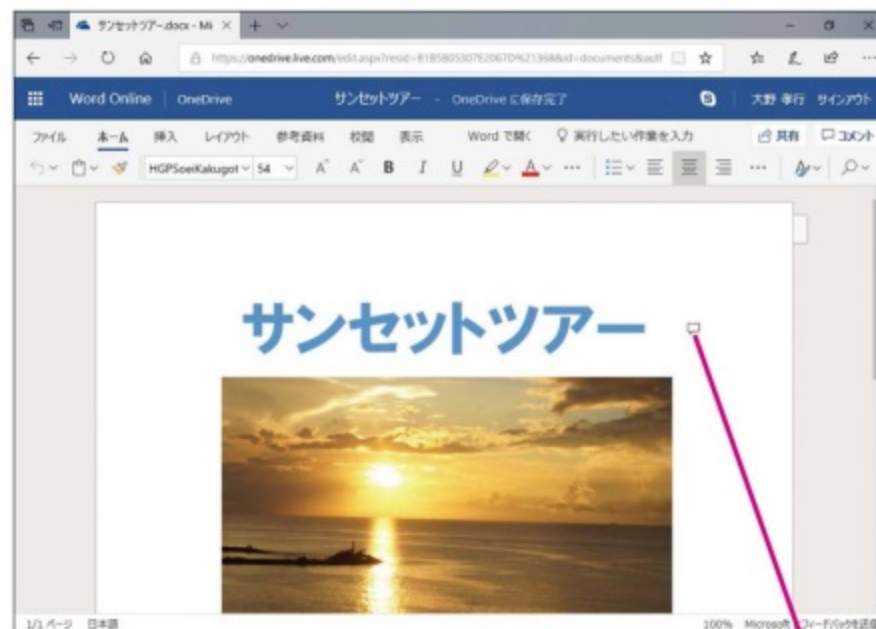 サンセットツアー.docx - Mi
https://onedrive.live.com/edit.aspx?resid=
Word Online OneDrive サンセットツアー - OneDrive に保存完了 大野 孝行 サインアウト
ファイル ホーム 挿入 レイアウト 参考資料 校閲 表示 Word で開く 実行したい作業を入力 共有 コメント
HGPSoeiKakugot 54 A A B I U A
サンセットツアー
1/1 ページ 日本語 100% Microsoft フィードバックを送信